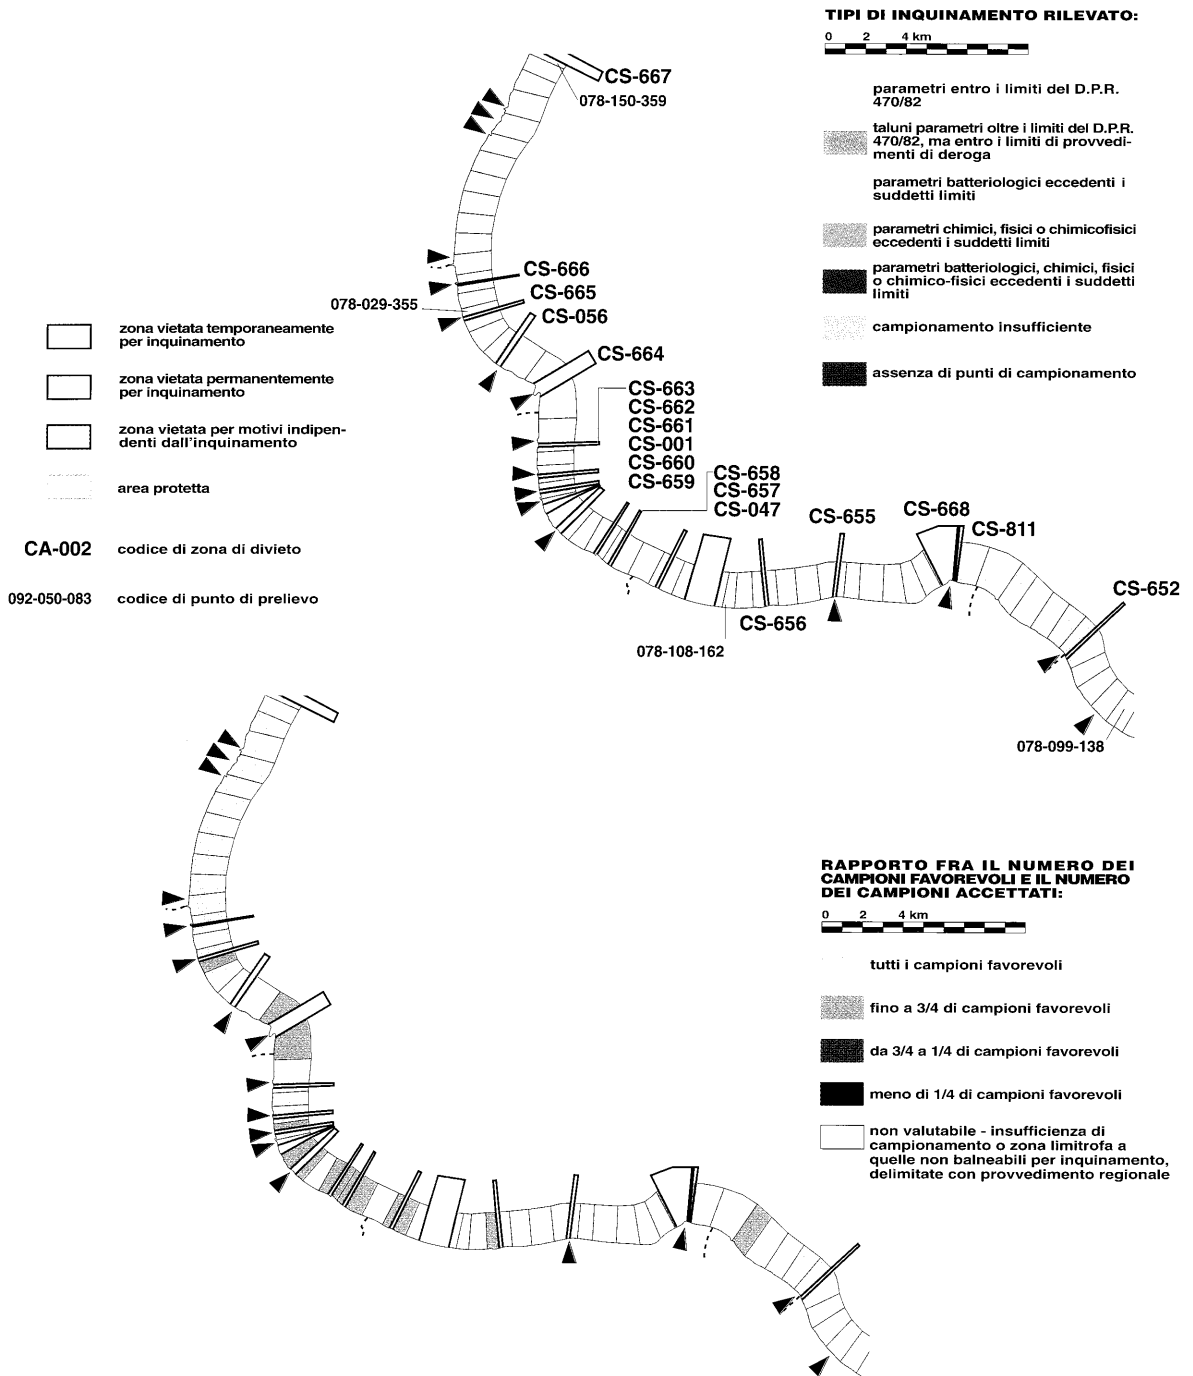 TIPI DI INQUINAMENTO RILEVATO:
0 2 4 km
parametri entro i limiti del D.P.R.
470/82
taluni parametri oltre i limiti del D.P.R.
470/82, ma entro i limiti di provvedi-
menti di deroga
parametri batteriologici eccedenti i
suddetti limiti
parametri chimici, fisici o chimicofisici
eccedenti i suddetti limiti
parametri batteriologici, chimici, fisici
o chimico-fisici eccedenti i suddetti
limiti
campionamento insufficiente
assenza di punti di campionamento
zona vietata temporaneamente
per inquinamento
zona vietata permanentemente
per inquinamento
zona vietata per motivi indipen-
denti dall'inquinamento
area protetta
CA-002 codice di zona di divieto
092-050-083 codice di punto di prelievo
CS-667
078-150-359
CS-666
CS-665
078-029-355
CS-056
CS-664
CS-663
CS-662
CS-661
CS-001
CS-660
CS-659
CS-658
CS-657
CS-047
CS-655
CS-668
CS-811
CS-652
CS-656
078-108-162
078-099-138
RAPPORTO FRA IL NUMERO DEI
CAMPIONI FAVOREVOLI E IL NUMERO
DEI CAMPIONI ACCETTATI:
0 2 4 km
tutti i campioni favorevoli
fino a 3/4 di campioni favorevoli
da 3/4 a 1/4 di campioni favorevoli
meno di 1/4 di campioni favorevoli
non valutabile - insufficienza di
campionamento o zona limitrofa a
quelle non balneabili per inquinamento,
delimitate con provvedimento regionale